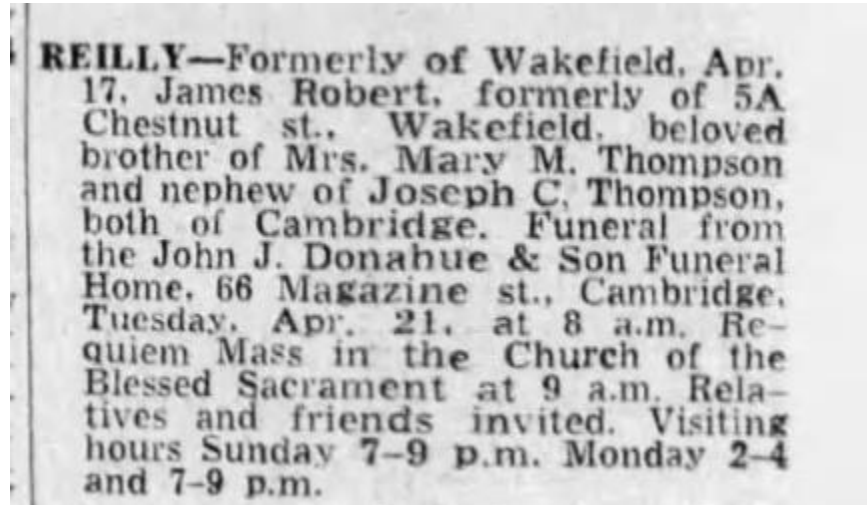 REILLY—Formerly of Wakefield, Apr.
17, James Robert, formerly of 5A
Chestnut st., Wakefield, beloved
brother of Mrs. Mary M. Thompson
and nephew of Joseph C. Thompson,
both of Cambridge. Funeral from
the John J. Donahue & Son Funeral
Home, 66 Magazine st., Cambridge,
Tuesday, Apr. 21, at 8 a.m. Re-
quiem Mass in the Church of the
Blessed Sacrament at 9 a.m. Rela-
tives and friends invited. Visiting
hours Sunday 7-9 p.m. Monday 2-4
and 7-9 p.m.